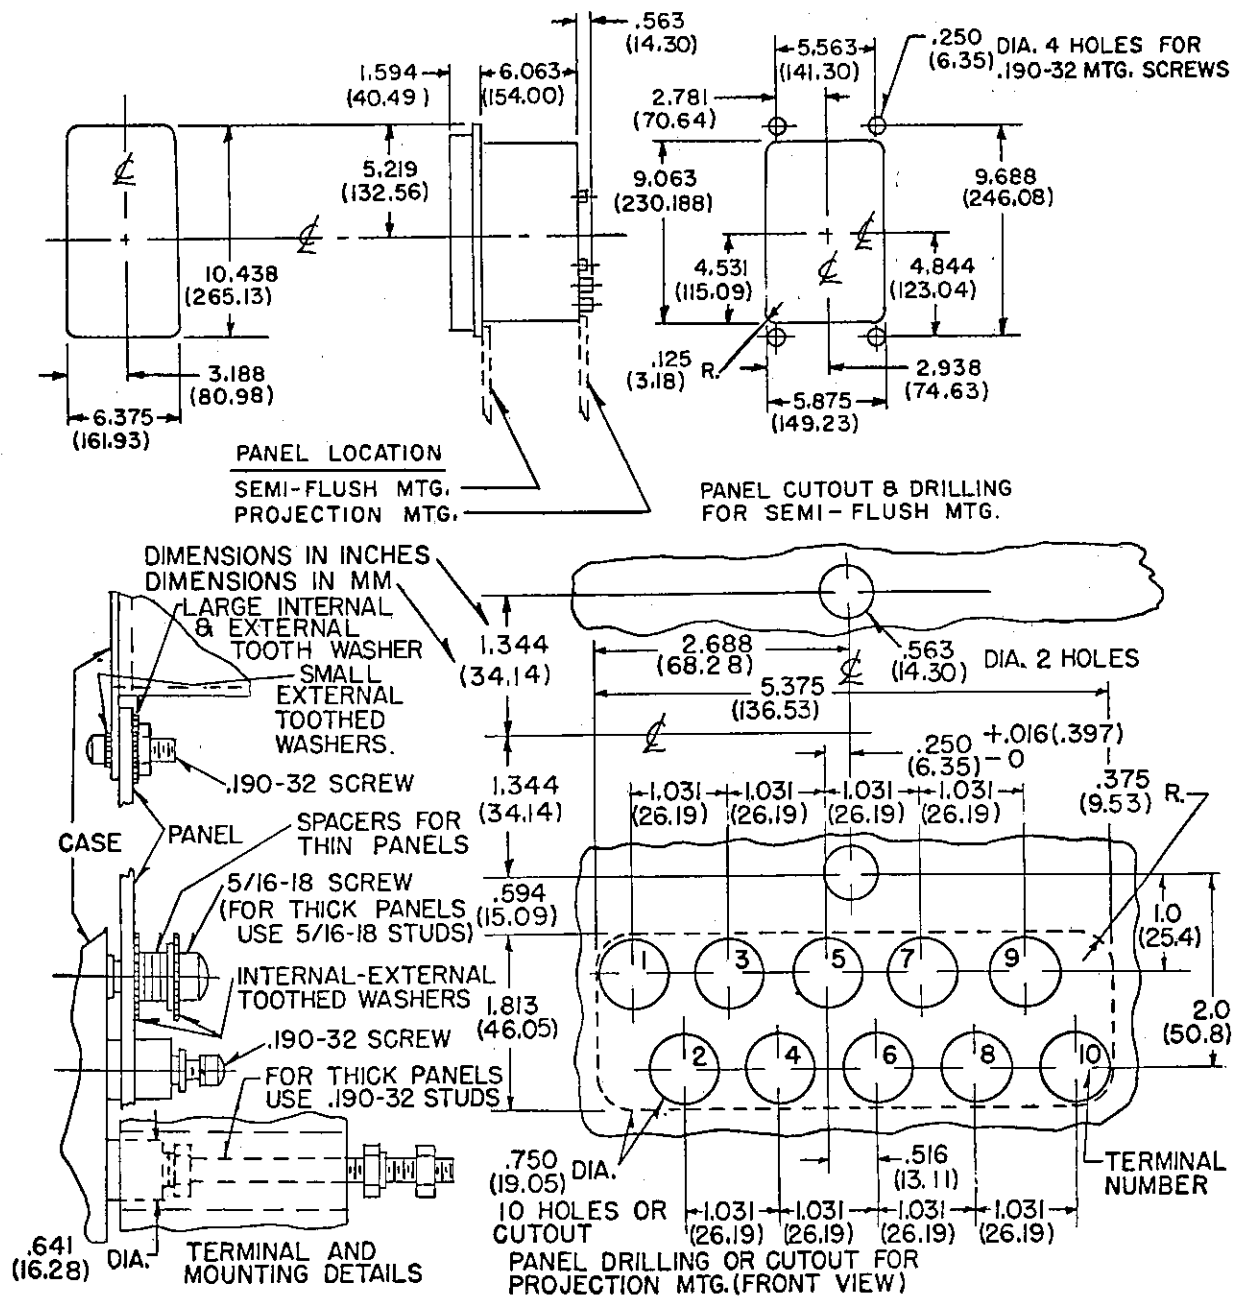 .563
(14.30)
1.594
(40.49)
6.063
(154.00)
5.563
(141.30)
.250
(6.35)
DIA. 4 HOLES FOR
.190-32 MTG. SCREWS
2.781
(70.64)
5.219
(132.56)
9.063
(230.188)
9.688
(246.08)
10.438
(265.13)
4.531
(115.09)
4.844
(123.04)
3.188
(80.98)
6.375
(161.93)
.125
(3.18) R.
2.938
(74.63)
5.875
(149.23)
PANEL LOCATION
SEMI-FLUSH MTG.
PROJECTION MTG.
PANEL CUTOUT & DRILLING
FOR SEMI-FLUSH MTG.
DIMENSIONS IN INCHES
DIMENSIONS IN MM
LARGE INTERNAL
& EXTERNAL
TOOTH WASHER
SMALL
EXTERNAL
TOOTHED
WASHERS.
.190-32 SCREW
CASE
PANEL
SPACERS FOR
THIN PANELS
5/16-18 SCREW
(FOR THICK PANELS
USE 5/16-18 STUDS)
INTERNAL-EXTERNAL
TOOTHED WASHERS
.190-32 SCREW
FOR THICK PANELS
USE .190-32 STUDS
.641
(16.28) DIA.
TERMINAL AND
MOUNTING DETAILS
1.344
(34.14)
1.344
(34.14)
.594
(15.09)
1.813
(46.05)
2.688
(68.28)
.563
(14.30)
DIA. 2 HOLES
5.375
(136.53)
.250
(6.35)
+.016(.397)
-0
1.031
(26.19)
1.031
(26.19)
1.031
(26.19)
1.031
(26.19)
.375
(9.53) R.
1.0
(25.4)
2.0
(50.8)
1 3 5 7 9
2 4 6 8 10
.750
(19.05) DIA.
10 HOLES OR
CUTOUT
.516
(13.11)
TERMINAL
NUMBER
1.031
(26.19)
1.031
(26.19)
1.031
(26.19)
1.031
(26.19)
PANEL DRILLING OR CUTOUT FOR
PROJECTION MTG.(FRONT VIEW)